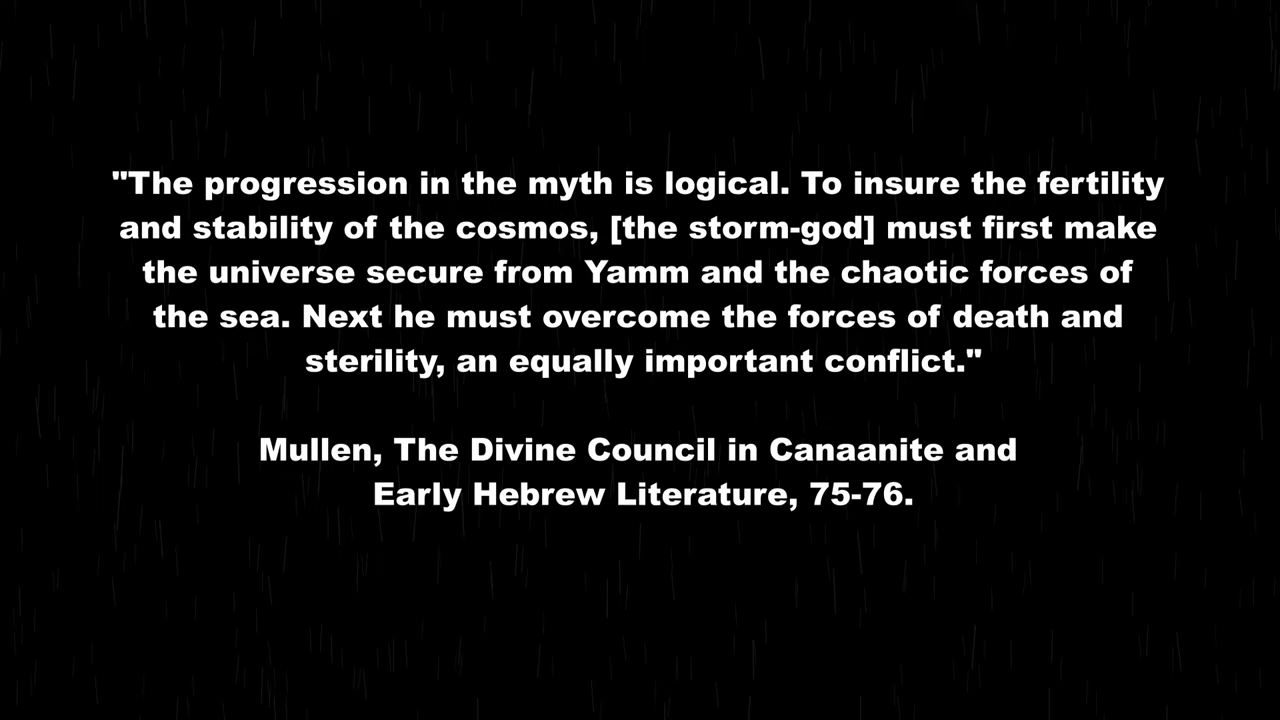 "The progression in the myth is logical. To insure the fertility
and stability of the cosmos, [the storm-god] must first make
the universe secure from Yamm and the chaotic forces of
the sea. Next he must overcome the forces of death and
sterility, an equally important conflict."
Mullen, The Divine Council in Canaanite and
Early Hebrew Literature, 75-76.